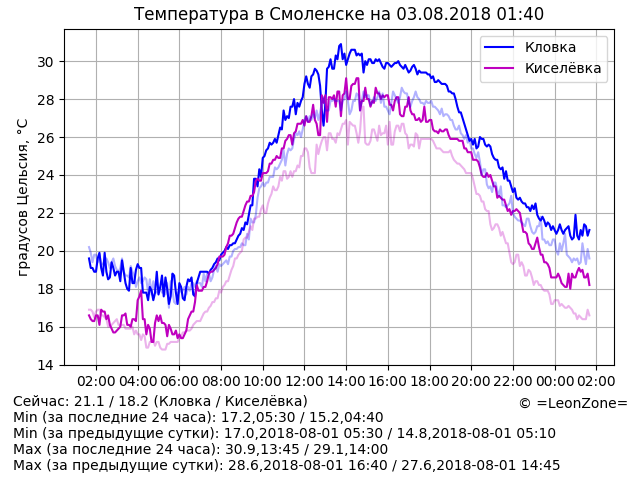 Температура в Смоленске на 03.08.2018 01:40
Кловка
Киселёвка
градусов Цельсия, °C
30
28
26
24
22
20
18
16
14
02:00 04:00 06:00 08:00 10:00 12:00 14:00 16:00 18:00 20:00 22:00 00:00 02:00
Сейчас: 21.1 / 18.2 (Кловка / Киселёвка)
© =LeonZone=
Min (за последние 24 часа): 17.2,05:30 / 15.2,04:40
Min (за предыдущие сутки): 17.0,2018-08-01 05:30 / 14.8,2018-08-01 05:10
Max (за последние 24 часа): 30.9,13:45 / 29.1,14:00
Max (за предыдущие сутки): 28.6,2018-08-01 16:40 / 27.6,2018-08-01 14:45